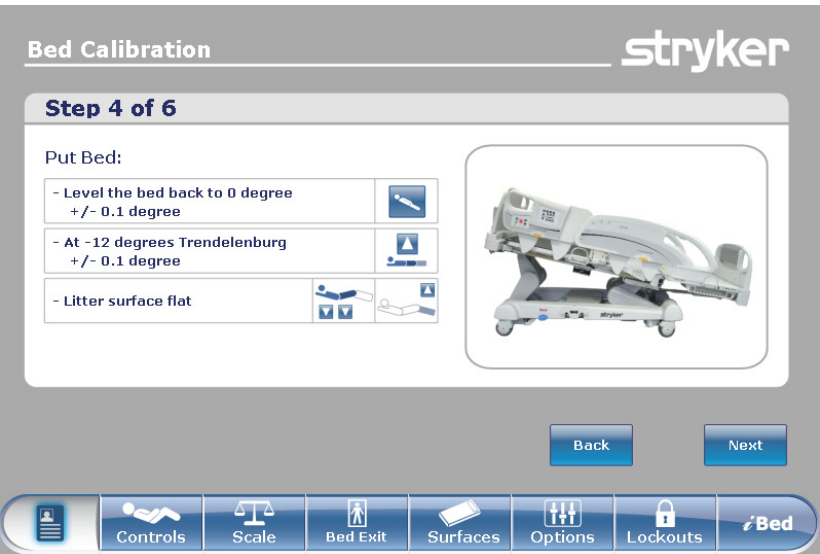 Bed Calibration
stryker
Step 4 of 6
Put Bed:
- Level the bed back to 0 degree
+/- 0.1 degree
- At -12 degrees Trendelenburg
+/- 0.1 degree
- Litter surface flat
stryker
Back
Next
Controls
Scale
Bed Exit
Surfaces
Options
Lockouts
iBed